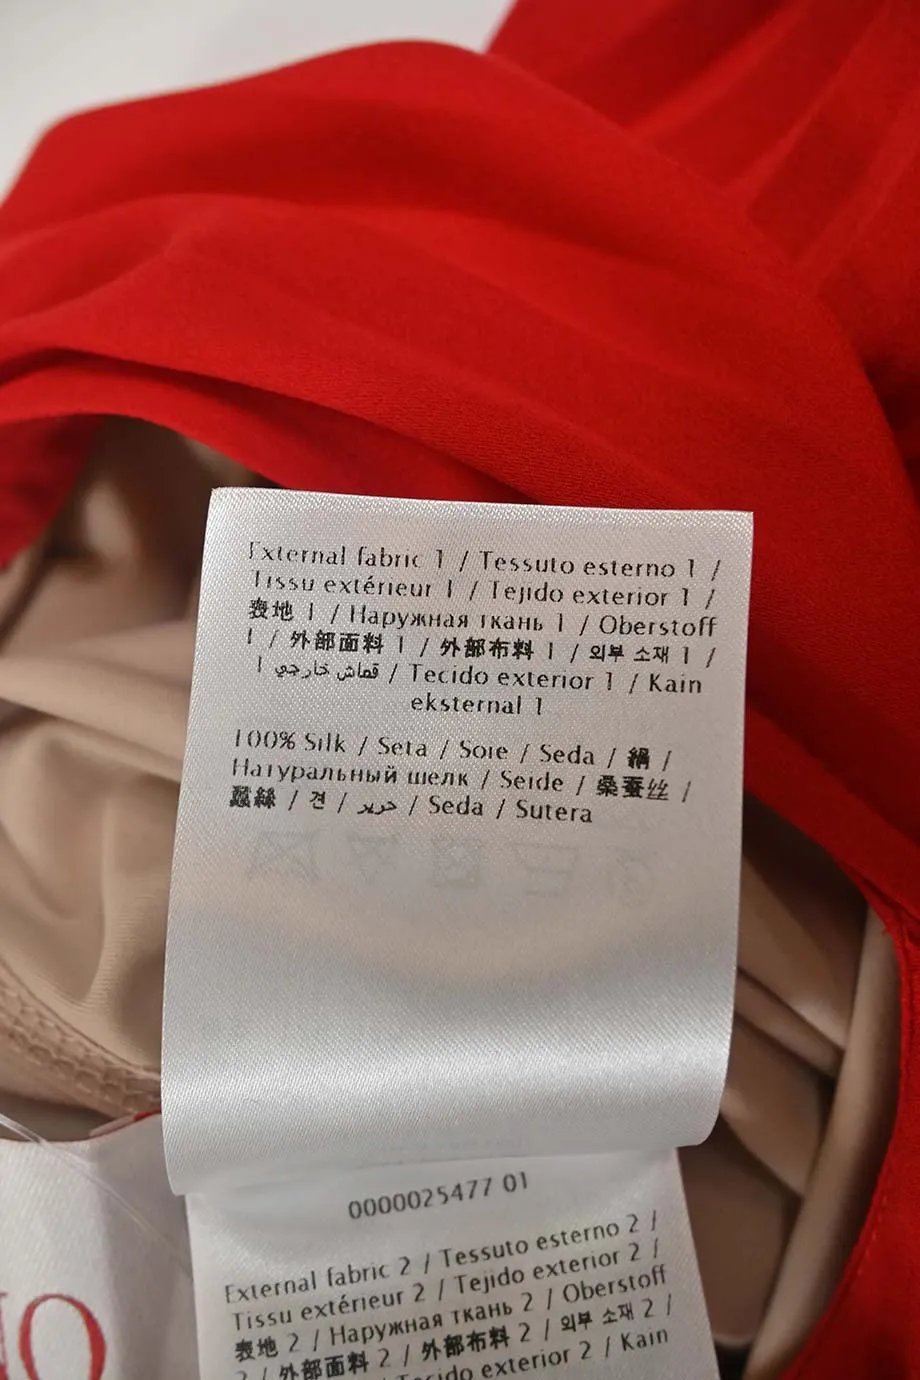 External fabric 1 / Tessuto esterno 1 /
Tissu extérieur 1 / Tejido exterior 1 /
表地 1 / Наружная ткань 1 / Oberstoff
1 / 外部面料 1 / 外部布料 1 / 외부 소재 1 /
قماش خارجي 1 / Tecido exterior 1 / Kain
eksternal 1
100% Silk / Seta / Soie / Seda / 絹 /
Натуральный шелк / Seide / 桑蚕丝 /
蠶絲 / 견 / حرير / Seda / Sutera
0000025477 01
External fabric 2 / Tessuto esterno 2 /
Tissu extérieur 2 / Tejido exterior 2 /
表地 2 / Наружная ткань 2 / Oberstoff
2 / 外部面料 2 / 外部布料 2 / 외부 소재 2 /
Tecido exterior 2 / Kain
NO